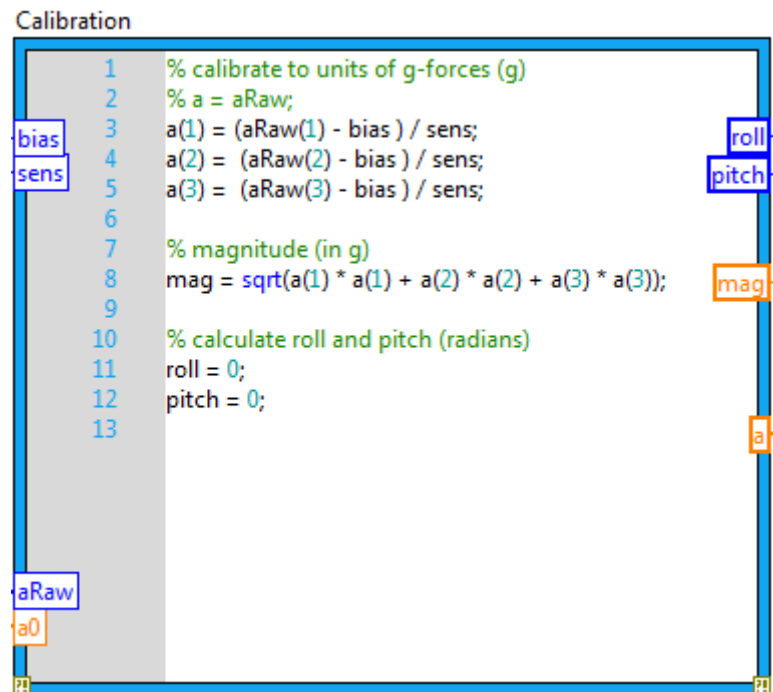 Calibration
1 % calibrate to units of g-forces (g)
2 % a = aRaw;
3 a(1) = (aRaw(1) - bias ) / sens;
4 a(2) =  (aRaw(2) - bias ) / sens;
5 a(3) =  (aRaw(3) - bias ) / sens;
6
7 % magnitude (in g)
8 mag = sqrt(a(1) * a(1) + a(2) * a(2) + a(3) * a(3));
9
10 % calculate roll and pitch (radians)
11 roll = 0;
12 pitch = 0;
13
bias
sens
aRaw
a0
roll
pitch
mag
a
?!
?!